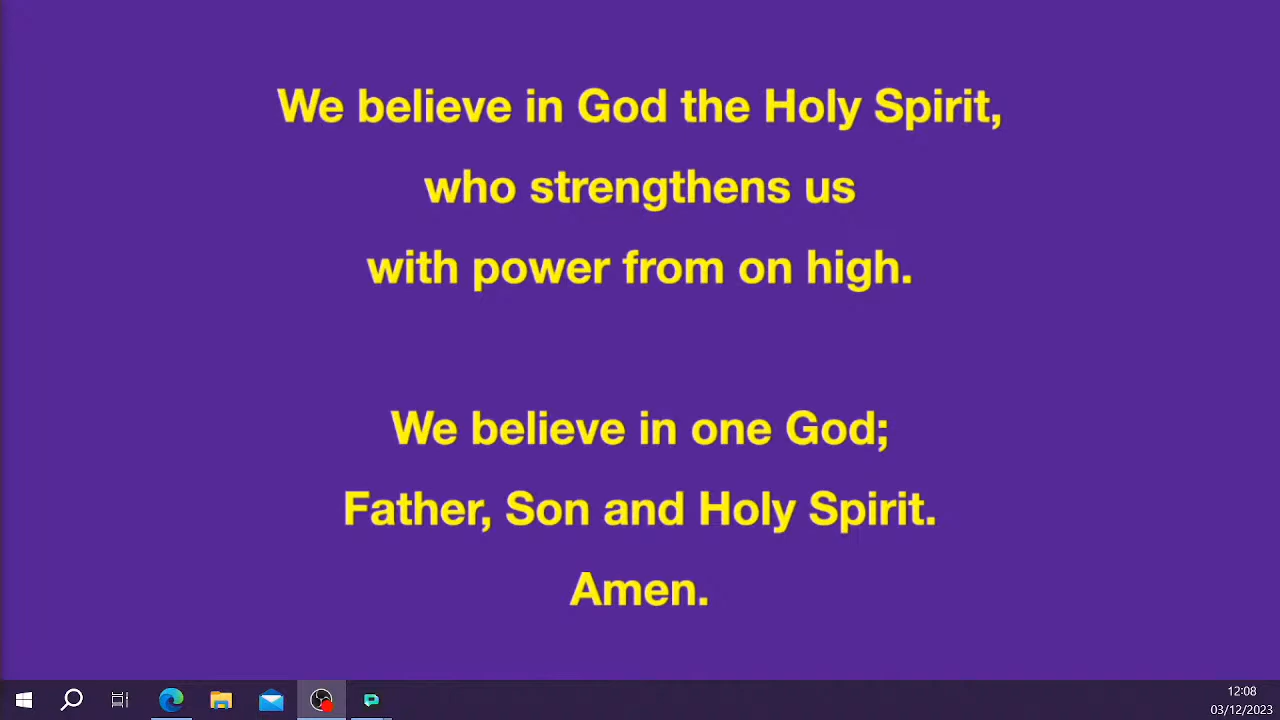 We believe in God the Holy Spirit,
who strengthens us
with power from on high.
We believe in one God;
Father, Son and Holy Spirit.
Amen.
12:08
03/12/2023